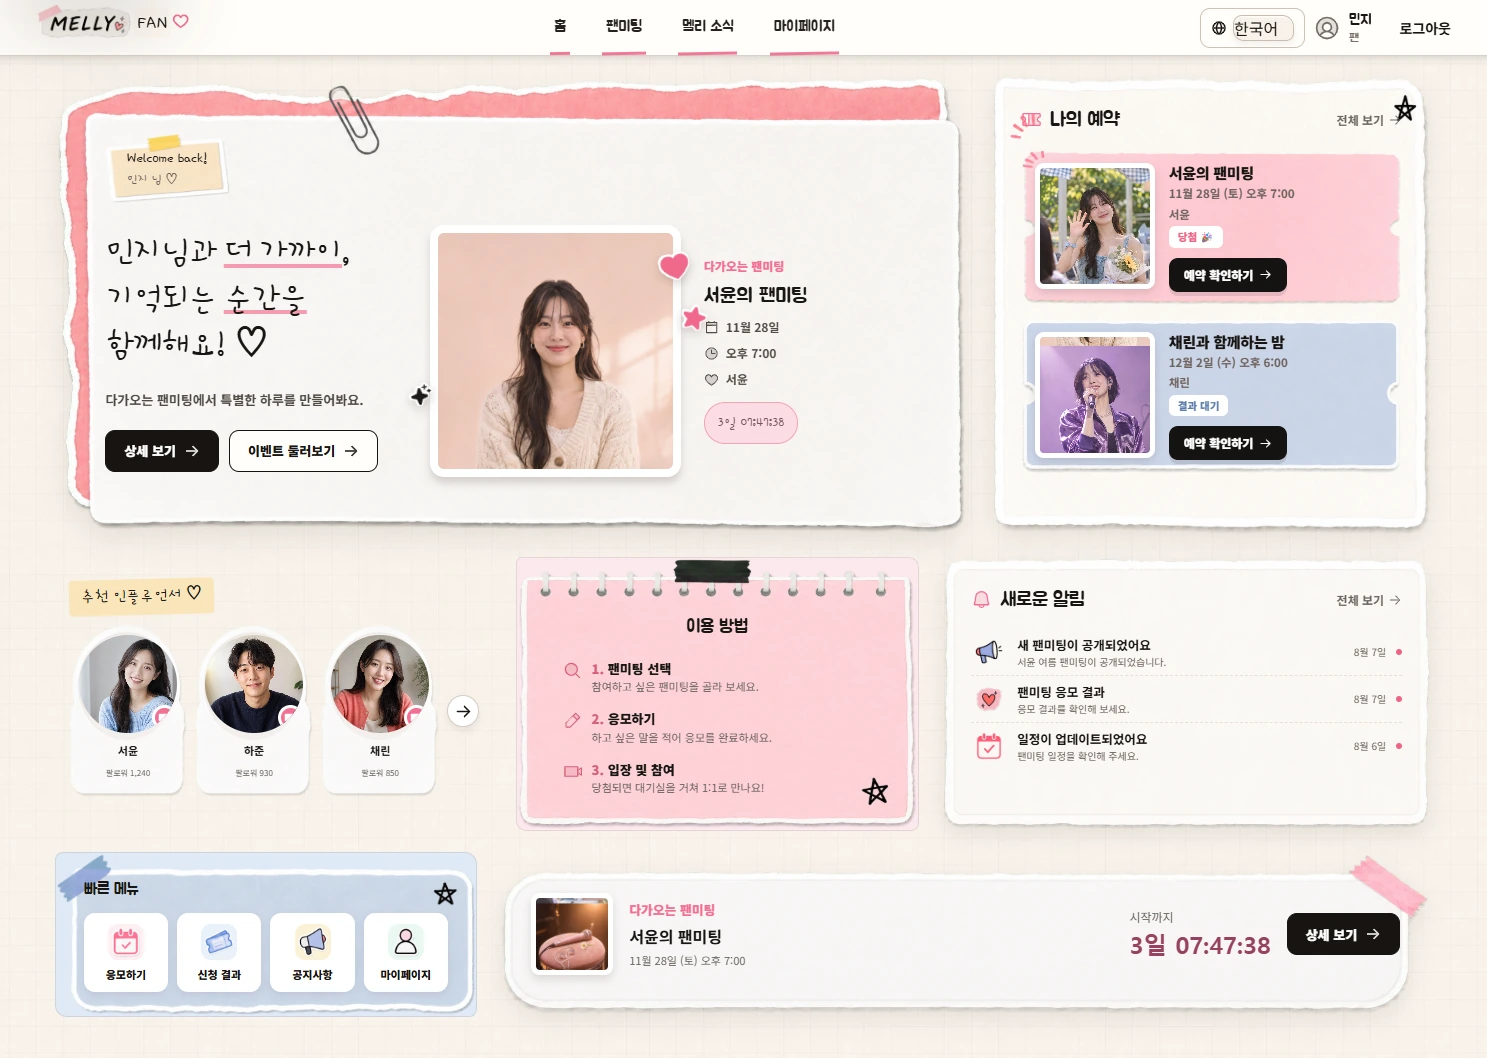 MELLY FAN
홈
팬미팅
멜리 소식
마이페이지
한국어
민지
팬
로그아웃
Welcome back!
민지 님 ♡
민지님과 더 가까이,
기억되는 순간을
함께해요! ♡
다가오는 팬미팅에서 특별한 하루를 만들어봐요.
상세 보기 →
이벤트 둘러보기 →
다가오는 팬미팅
서윤의 팬미팅
11월 28일
오후 7:00
서윤
3일 07:47:38
나의 예약
전체 보기 →
서윤의 팬미팅
11월 28일 (토) 오후 7:00
서윤
당첨 🎉
예약 확인하기 →
채린과 함께하는 밤
12월 2일 (수) 오후 6:00
채린
결과 대기
예약 확인하기 →
추천 인플루언서 ♡
서윤
팔로워 1,240
하준
팔로워 930
채린
팔로워 850
이용 방법
1. 팬미팅 선택
참여하고 싶은 팬미팅을 골라 보세요.
2. 응모하기
하고 싶은 말을 적어 응모를 완료하세요.
3. 입장 및 참여
당첨되면 대기실을 거쳐 1:1로 만나요!
새로운 알림
전체 보기 →
새 팬미팅이 공개되었어요
서윤 여름 팬미팅이 공개되었습니다.
8월 7일
팬미팅 응모 결과
응모 결과를 확인해 보세요.
8월 7일
일정이 업데이트되었어요
팬미팅 일정을 확인해 주세요.
8월 6일
빠른 메뉴
응모하기
신청 결과
공지사항
마이페이지
다가오는 팬미팅
서윤의 팬미팅
11월 28일 (토) 오후 7:00
시작까지
3일 07:47:38
상세 보기 →